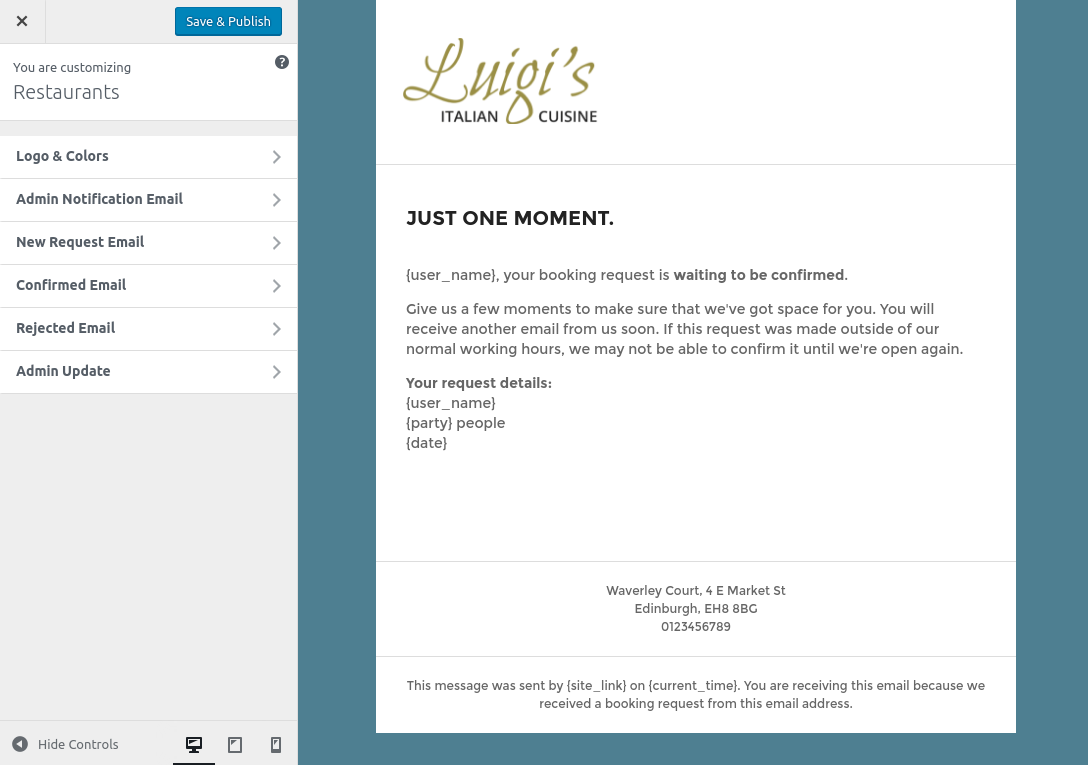 Save & Publish
You are customizing
Restaurants
Logo & Colors
Admin Notification Email
New Request Email
Confirmed Email
Rejected Email
Admin Update
Hide Controls
Luigi's
ITALIAN CUISINE
JUST ONE MOMENT.
{user_name}, your booking request is waiting to be confirmed.
Give us a few moments to make sure that we've got space for you. You will
receive another email from us soon. If this request was made outside of our
normal working hours, we may not be able to confirm it until we're open again.
Your request details:
{user_name}
{party} people
{date}
Waverley Court, 4 E Market St
Edinburgh, EH8 8BG
0123456789
This message was sent by {site_link} on {current_time}. You are receiving this email because we
received a booking request from this email address.